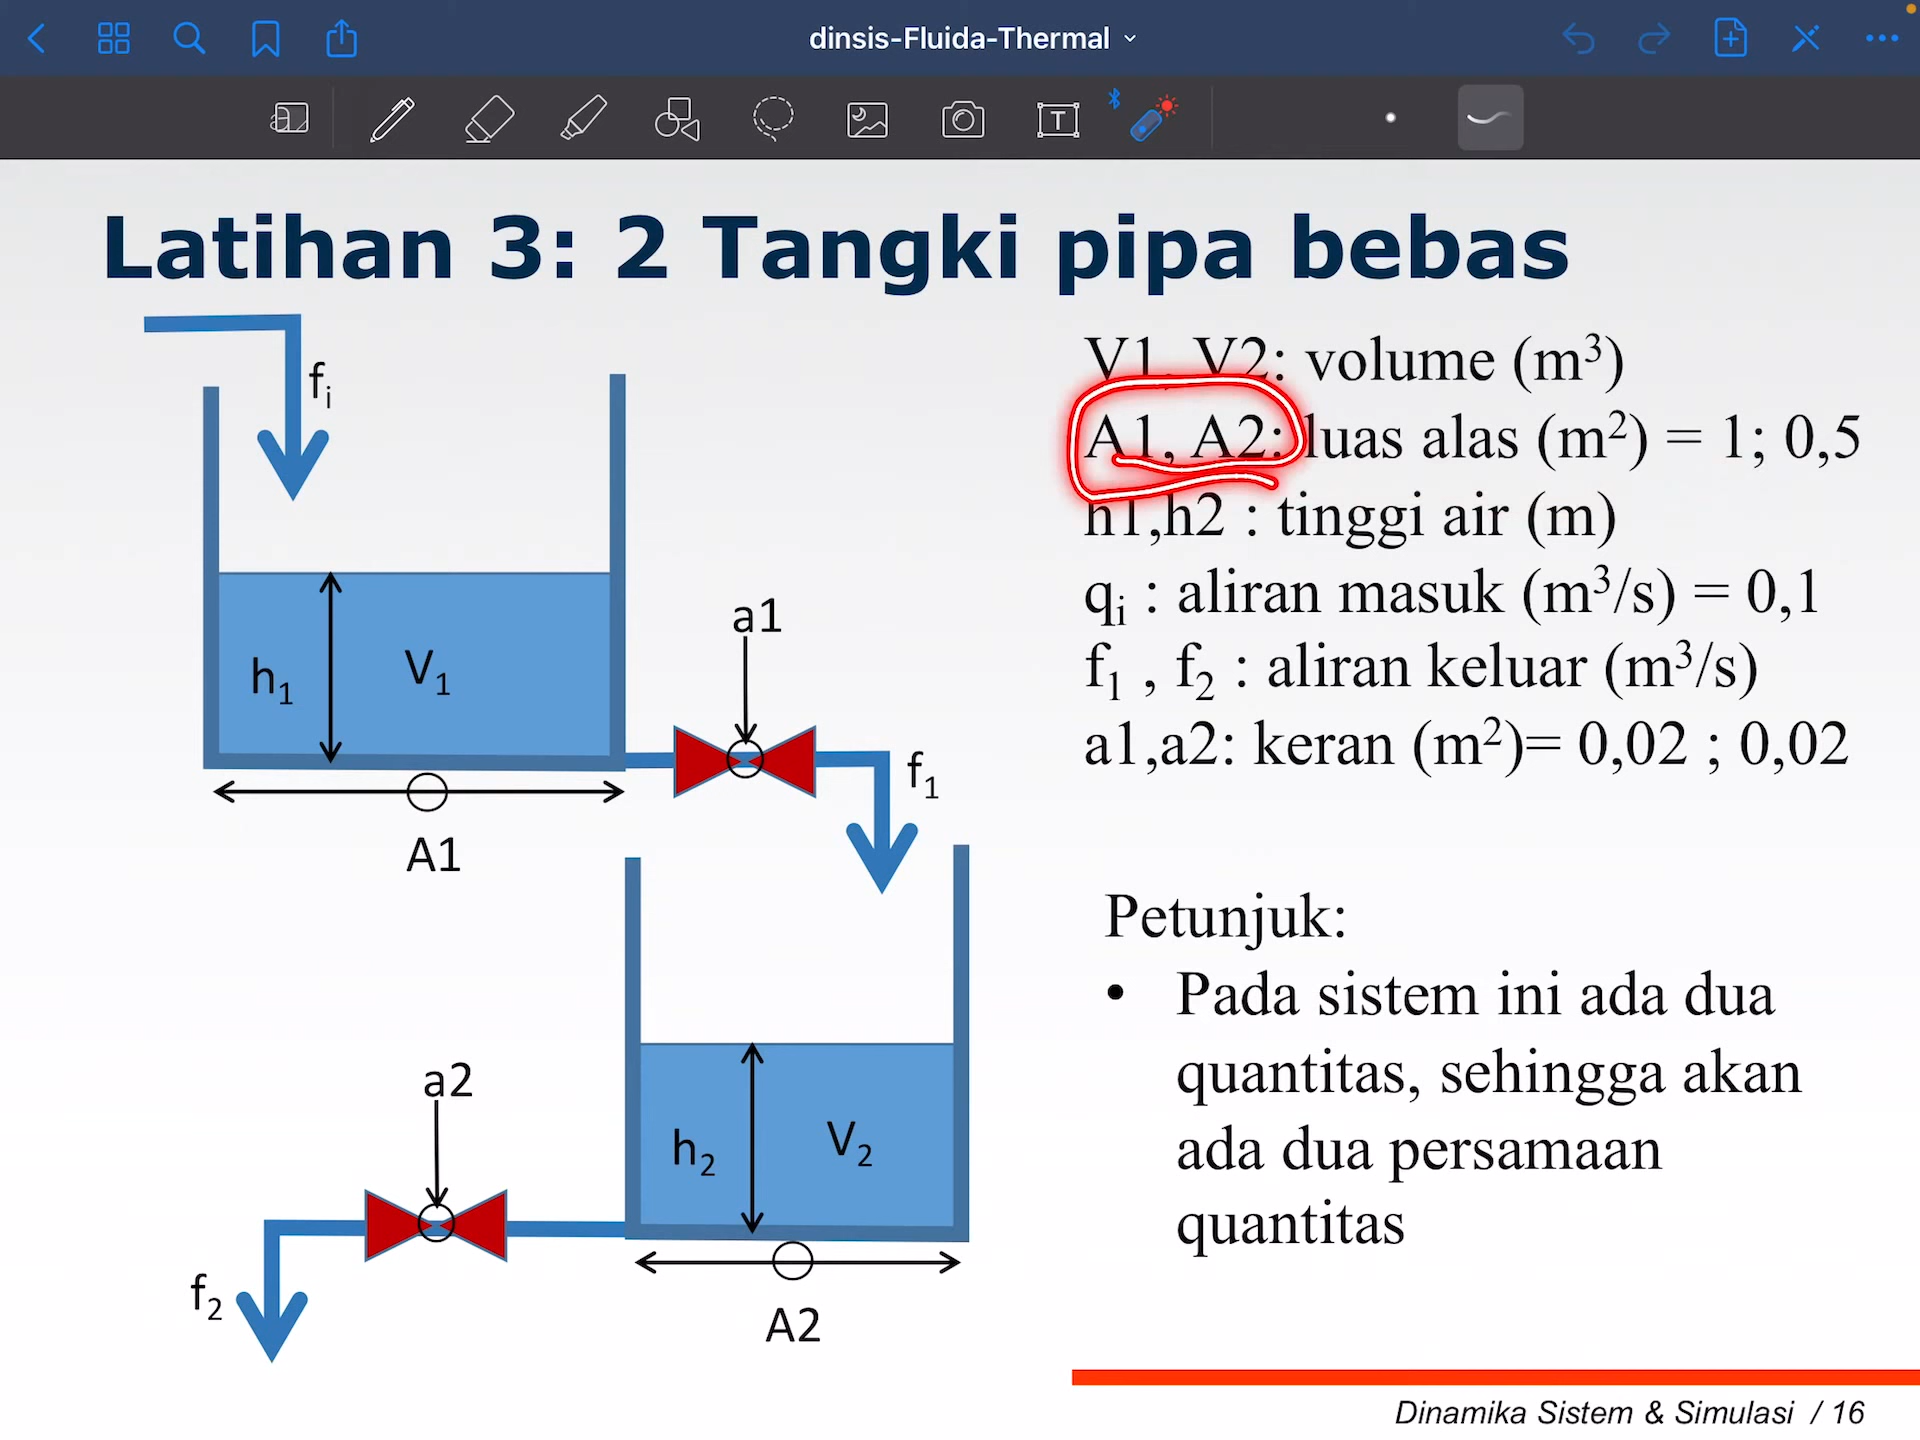 dinsis-Fluida-Thermal
Latihan 3: 2 Tangki pipa bebas
fi
h1
V1
a1
f1
A1
a2
h2
V2
f2
A2
V1, V2: volume (m³)
A1, A2: luas alas (m²) = 1; 0,5
h1,h2 : tinggi air (m)
qi : aliran masuk (m³/s) = 0,1
f1 , f2 : aliran keluar (m³/s)
a1,a2: keran (m²)= 0,02 ; 0,02
Petunjuk:
• Pada sistem ini ada dua
quantitas, sehingga akan
ada dua persamaan
quantitas
Dinamika Sistem & Simulasi / 16